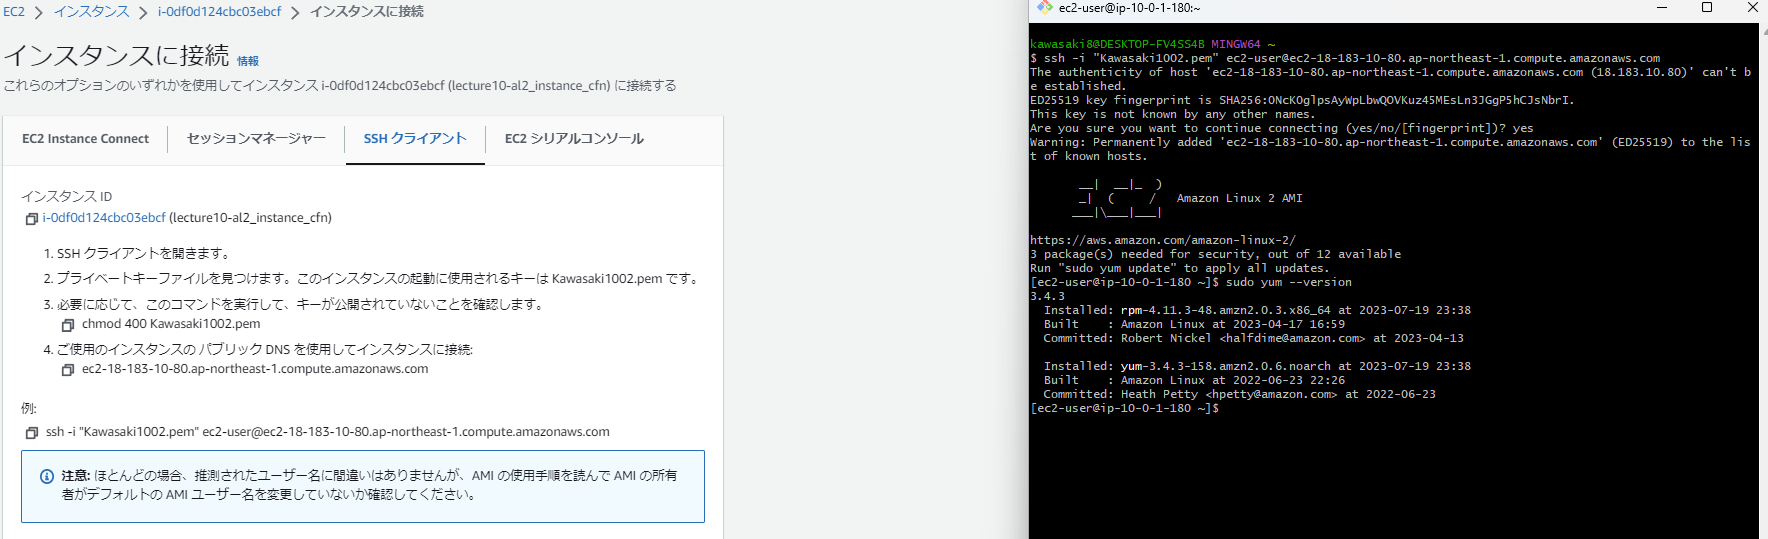 EC2 > インスタンス > i-0df0d124cbc03ebcf > インスタンスに接続
インスタンスに接続 情報
これらのオプションのいずれかを使用してインスタンス i-0df0d124cbc03ebcf (lecture10-al2_instance_cfn) に接続する
EC2 Instance Connect
セッションマネージャー
SSH クライアント
EC2 シリアルコンソール
インスタンス ID
i-0df0d124cbc03ebcf (lecture10-al2_instance_cfn)
1. SSH クライアントを開きます。
2. プライベートキーファイルを見つけます。このインスタンスの起動に使用されるキーは Kawasaki1002.pem です。
3. 必要に応じて、このコマンドを実行して、キーが公開されていないことを確認します。
chmod 400 Kawasaki1002.pem
4. ご使用のインスタンスの パブリック DNS を使用してインスタンスに接続:
ec2-18-183-10-80.ap-northeast-1.compute.amazonaws.com
例:
ssh -i "Kawasaki1002.pem" ec2-user@ec2-18-183-10-80.ap-northeast-1.compute.amazonaws.com
注意: ほとんどの場合、推測されたユーザー名に間違いはありませんが、AMI の使用手順を読んで AMI の所有
者がデフォルトの AMI ユーザー名を変更していないか確認してください。
ec2-user@ip-10-0-1-180:~
kawasaki8@DESKTOP-FV4SS4B MINGW64 ~
$ ssh -i "Kawasaki1002.pem" ec2-user@ec2-18-183-10-80.ap-northeast-1.compute.amazonaws.com
The authenticity of host 'ec2-18-183-10-80.ap-northeast-1.compute.amazonaws.com (18.183.10.80)' can't b
e established.
ED25519 key fingerprint is SHA256:ONcKOglpsAyWpLbwQOVKuz45MEsLn3JGgP5hCJsNbrI.
This key is not known by any other names.
Are you sure you want to continue connecting (yes/no/[fingerprint])? yes
Warning: Permanently added 'ec2-18-183-10-80.ap-northeast-1.compute.amazonaws.com' (ED25519) to the lis
t of known hosts.
       __|  __|_  )
       _|  (     /   Amazon Linux 2 AMI
      ___|\___|___|
https://aws.amazon.com/amazon-linux-2/
3 package(s) needed for security, out of 12 available
Run "sudo yum update" to apply all updates.
[ec2-user@ip-10-0-1-180 ~]$ sudo yum --version
3.4.3
  Installed: rpm-4.11.3-48.amzn2.0.3.x86_64 at 2023-07-19 23:38
  Built    : Amazon Linux at 2023-04-17 16:59
  Committed: Robert Nickel <halfdime@amazon.com> at 2023-04-13
  Installed: yum-3.4.3-158.amzn2.0.6.noarch at 2023-07-19 23:38
  Built    : Amazon Linux at 2022-06-23 22:26
  Committed: Heath Petty <hpetty@amazon.com> at 2022-06-23
[ec2-user@ip-10-0-1-180 ~]$